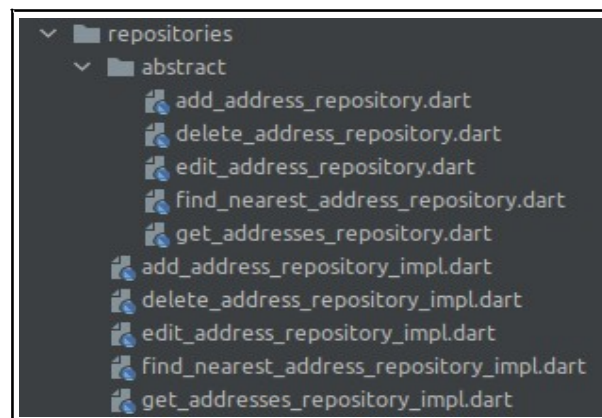 repositories
abstract
add_address_repository.dart
delete_address_repository.dart
edit_address_repository.dart
find_nearest_address_repository.dart
get_addresses_repository.dart
add_address_repository_impl.dart
delete_address_repository_impl.dart
edit_address_repository_impl.dart
find_nearest_address_repository_impl.dart
get_addresses_repository_impl.dart